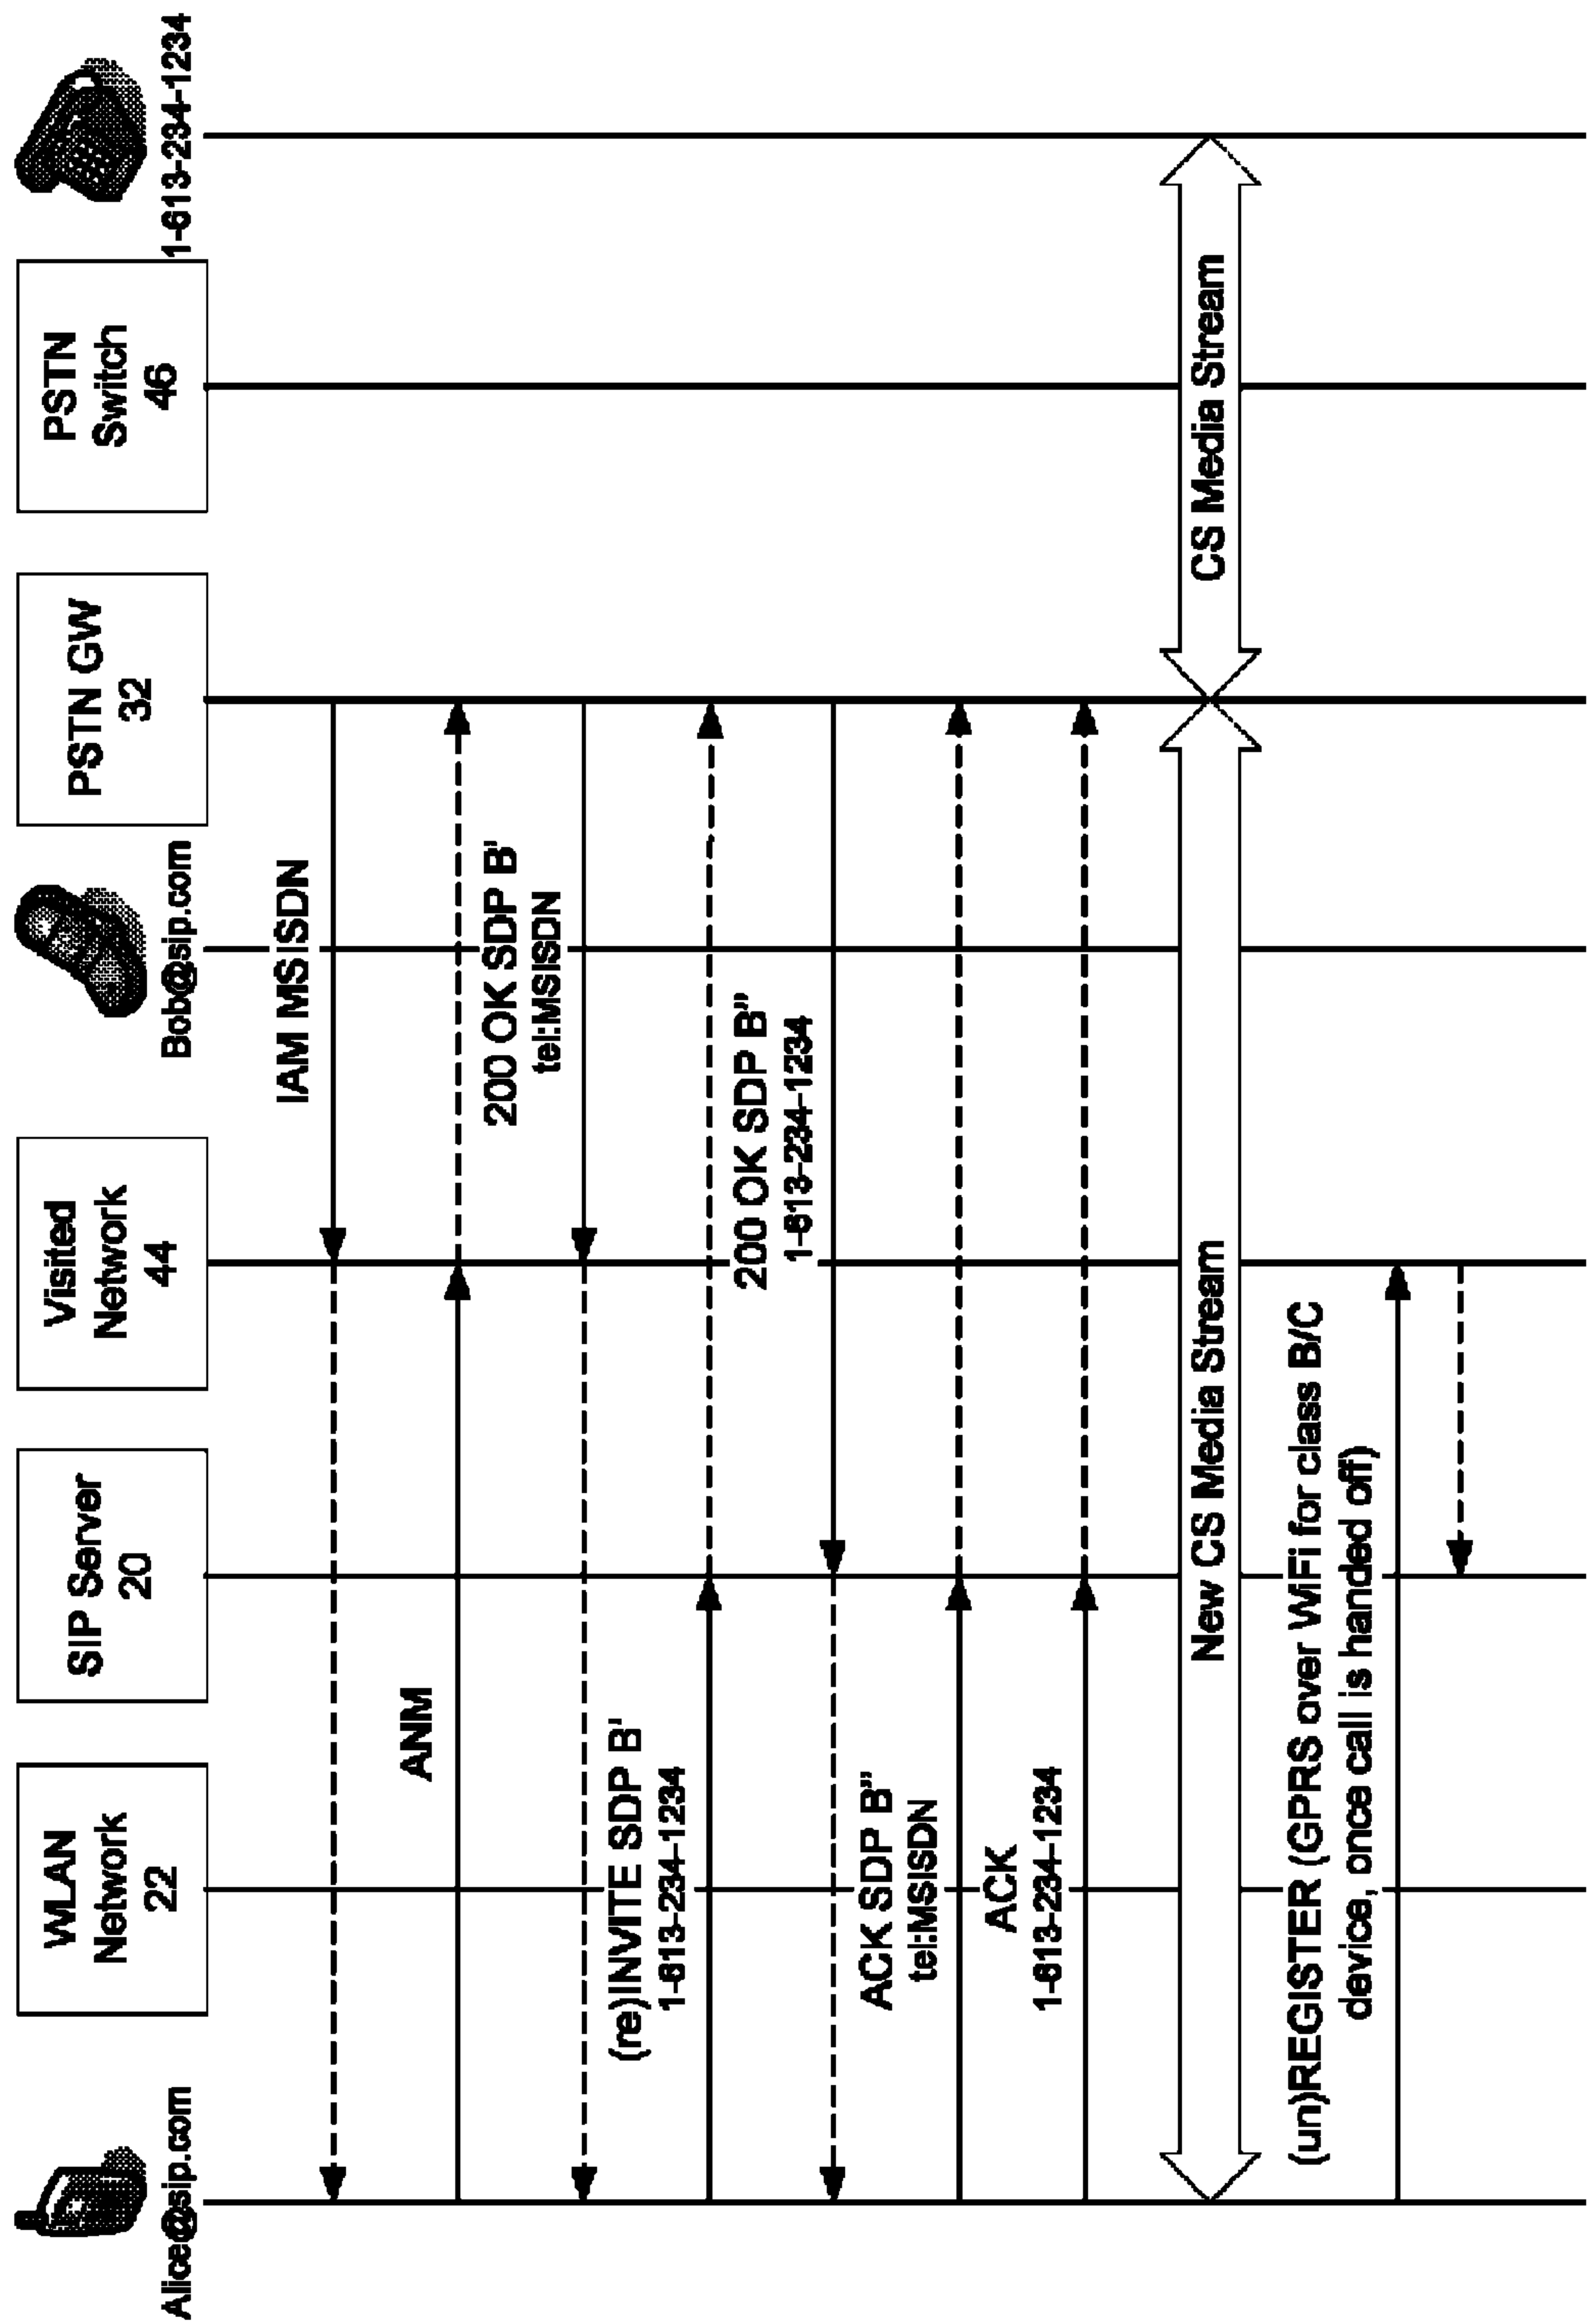 Alice@sip.com
WLAN
Network
22
SIP Server
20
Visited
Network
44
Bob@sip.com
PSTN GW
32
PSTN
Switch
46
1-613-234-1234
IAM MSISDN
ANM
200 OK SDP B'
tel:MSISDN
(re)INVITE SDP B'
1-613-234-1234
200 OK SDP B"
1-613-234-1234
ACK SDP B"
tel:MSISDN
ACK
1-613-234-1234
New CS Media Stream
CS Media Stream
(un)REGISTER (GPRS over WiFi for class B/C
device, once call is handed off)